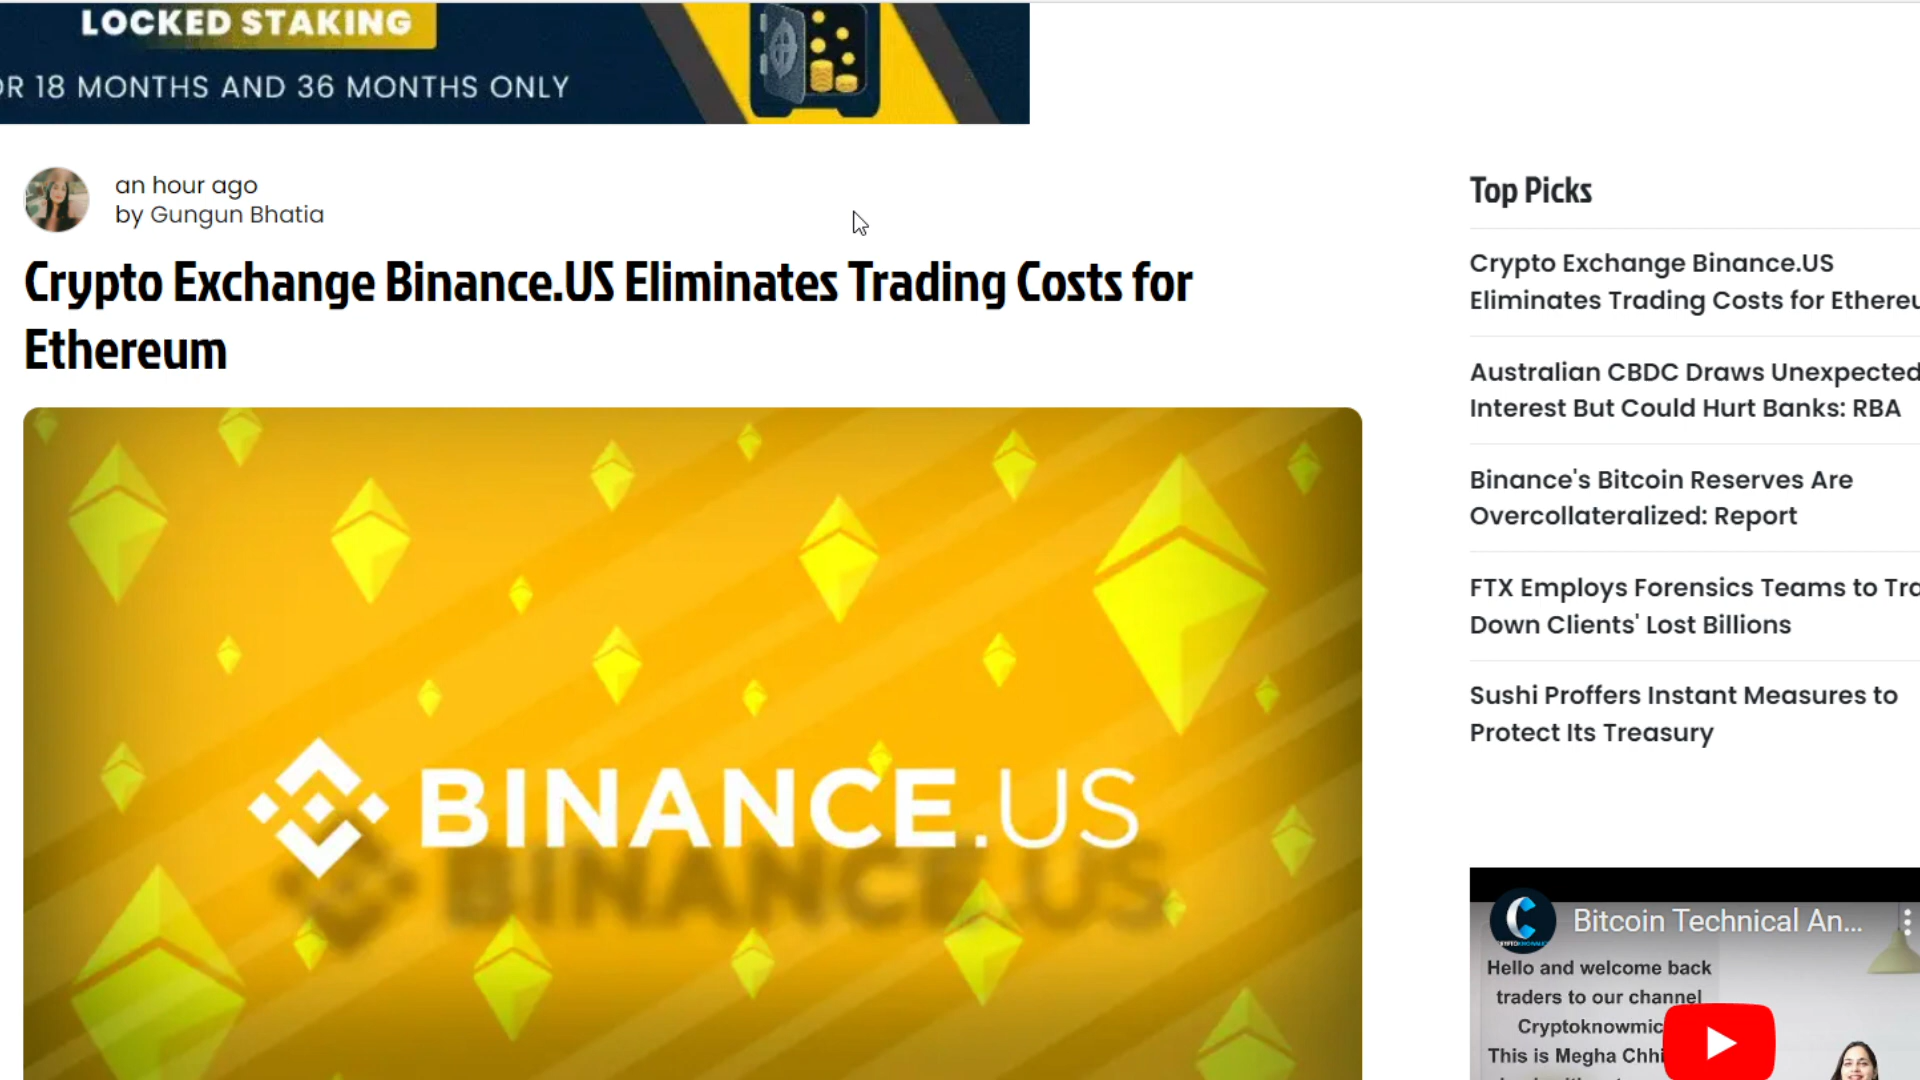 LOCKED STAKING
OR 18 MONTHS AND 36 MONTHS ONLY
an hour ago
by Gungun Bhatia
Crypto Exchange Binance.US Eliminates Trading Costs for
Ethereum
BINANCE.US
Top Picks
Crypto Exchange Binance.US
Eliminates Trading Costs for Ethereu
Australian CBDC Draws Unexpected
Interest But Could Hurt Banks: RBA
Binance's Bitcoin Reserves Are
Overcollateralized: Report
FTX Employs Forensics Teams to Tra
Down Clients' Lost Billions
Sushi Proffers Instant Measures to
Protect Its Treasury
Bitcoin Technical An...
Hello and welcome back
traders to our channel
Cryptoknowmic
This is Megha Chhi